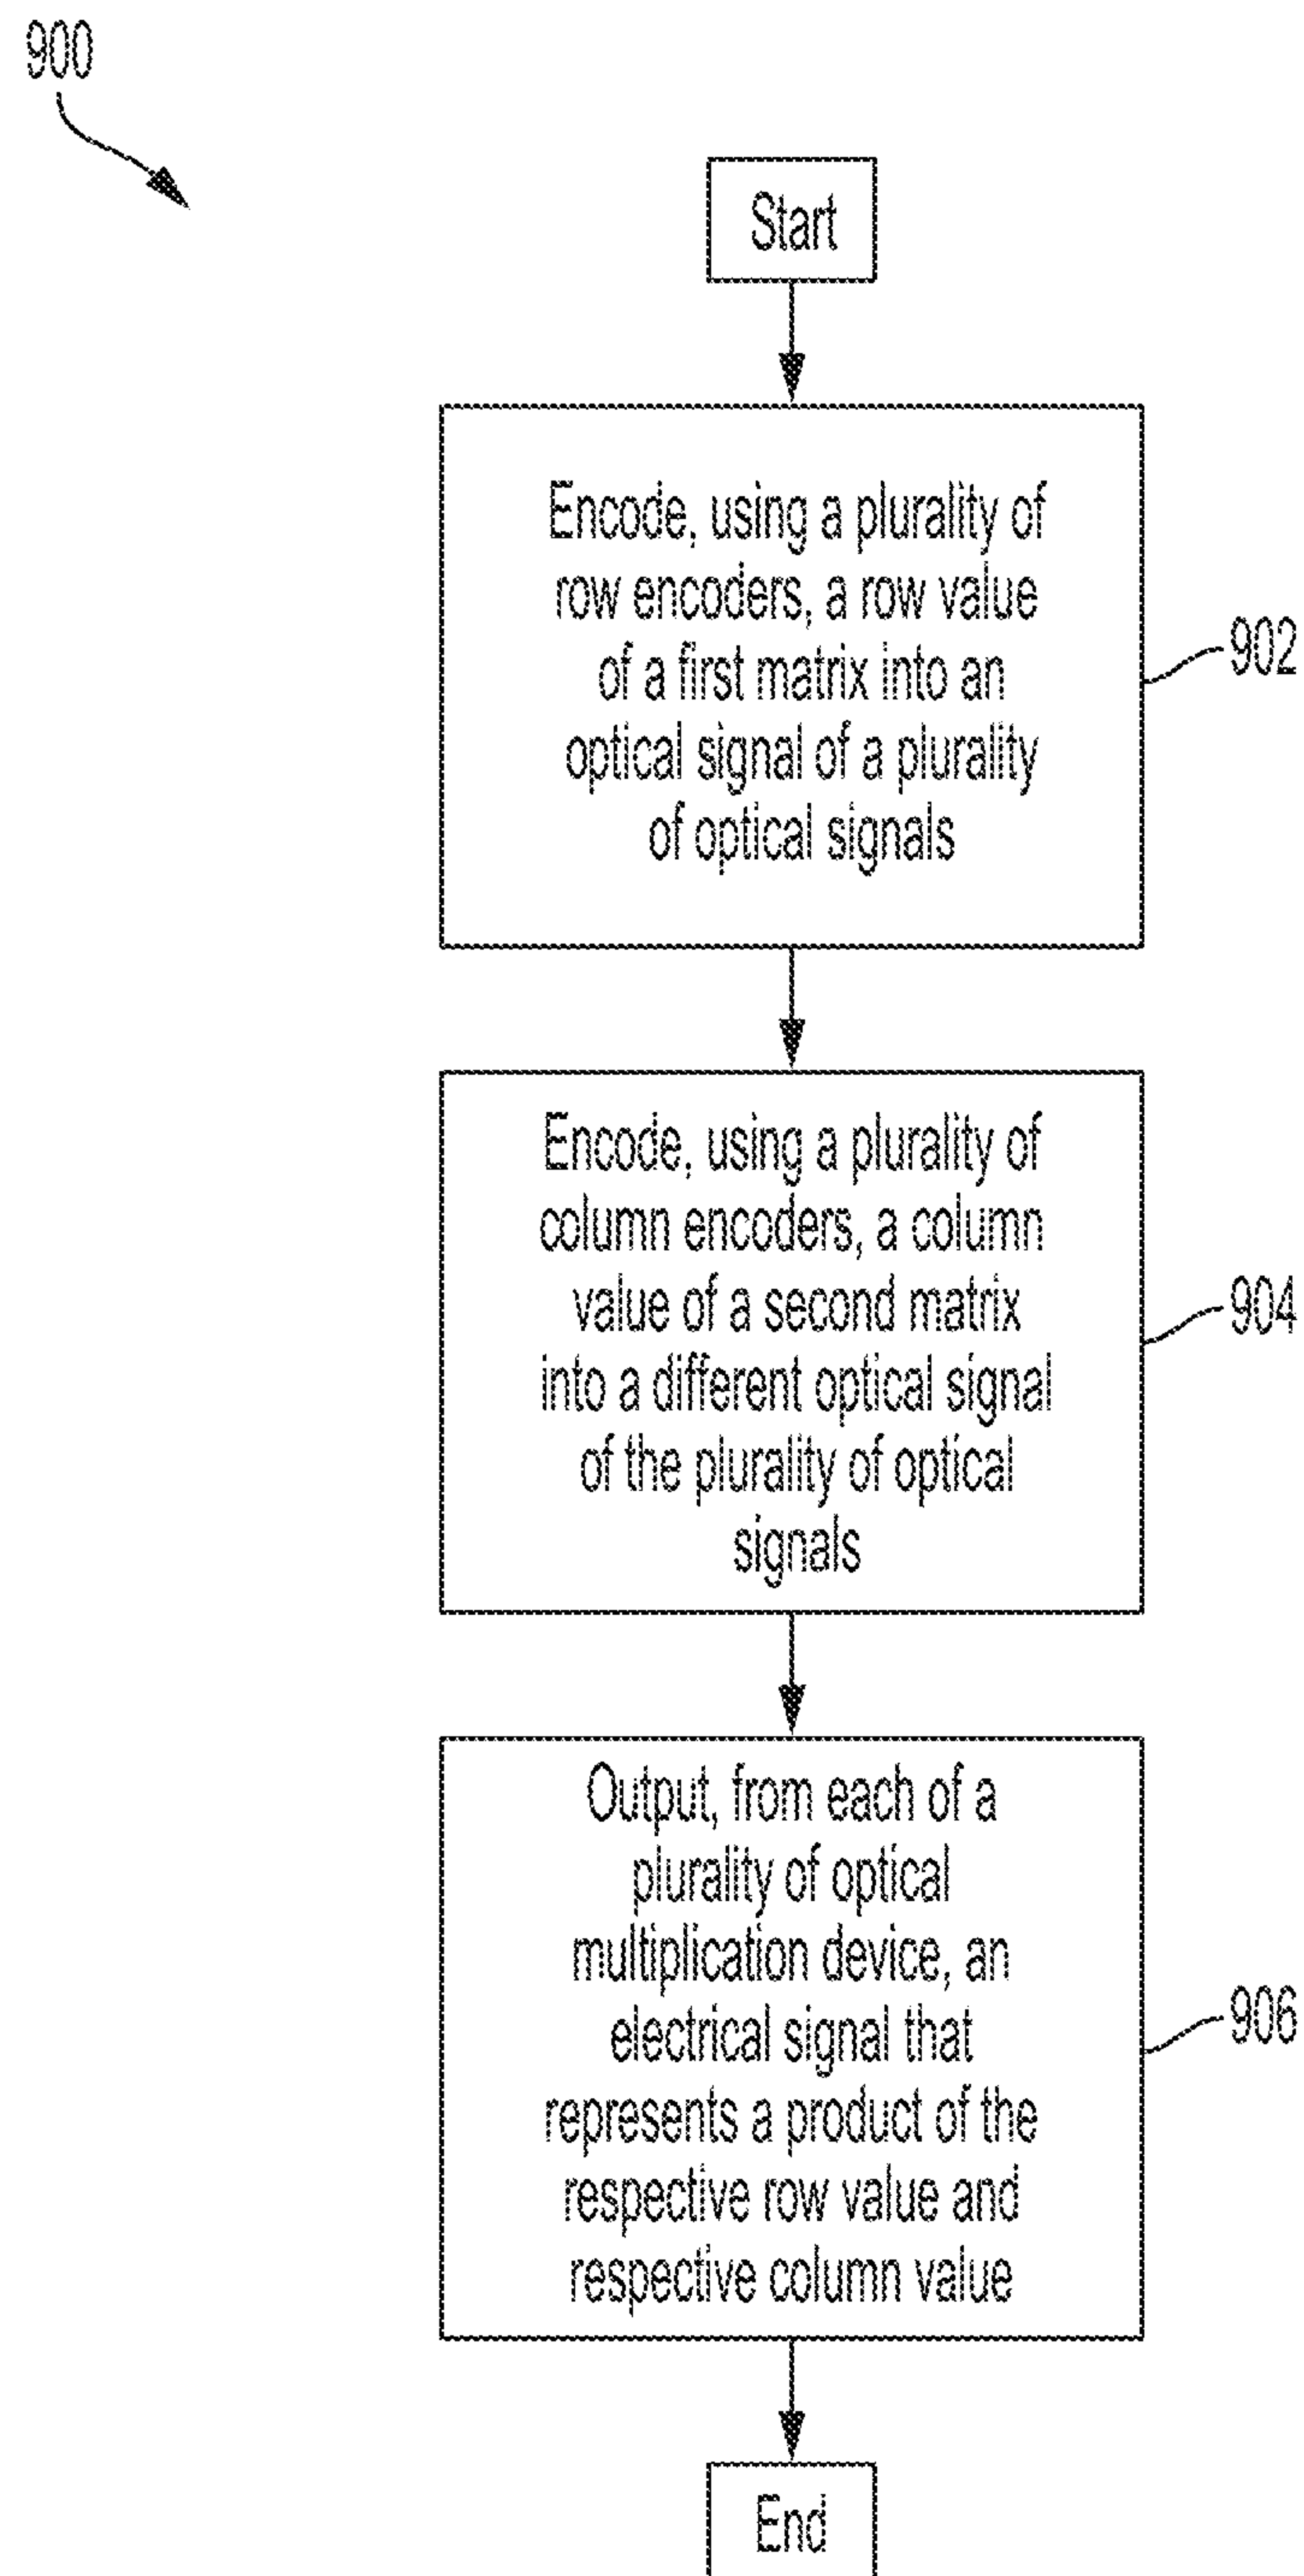 900
Start
Encode, using a plurality of
row encoders, a row value
of a first matrix into an
optical signal of a plurality
of optical signals
902
Encode, using a plurality of
column encoders, a column
value of a second matrix
into a different optical signal
of the plurality of optical
signals
904
Output, from each of a
plurality of optical
multiplication device, an
electrical signal that
represents a product of the
respective row value and
respective column value
906
End